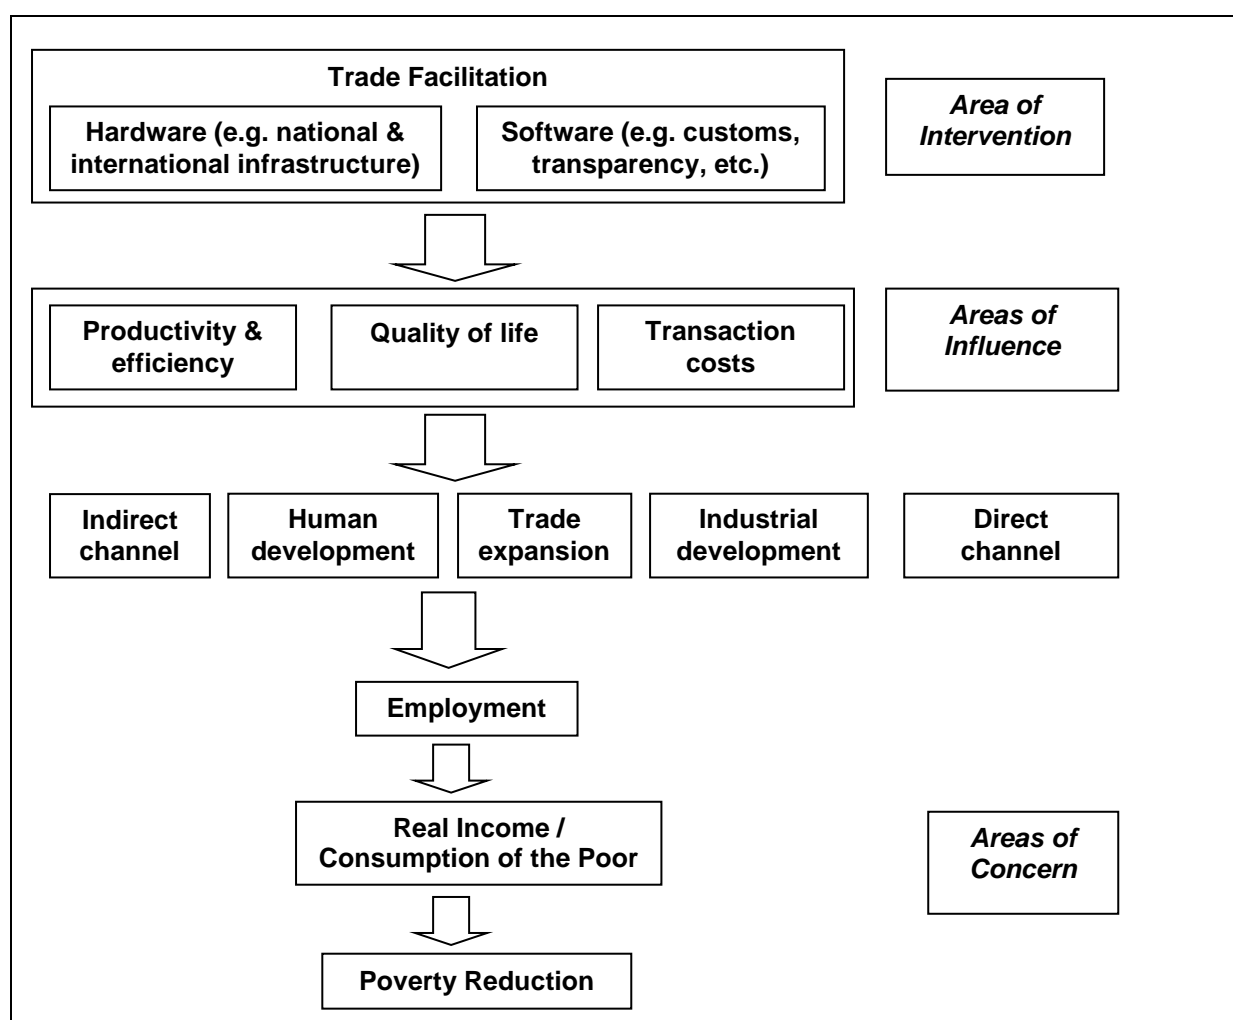 Trade Facilitation
Hardware (e.g. national &
international infrastructure)
Software (e.g. customs,
transparency, etc.)
Area of
Intervention
Productivity &
efficiency
Quality of life
Transaction
costs
Areas of
Influence
Indirect
channel
Human
development
Trade
expansion
Industrial
development
Direct
channel
Employment
Real Income /
Consumption of the Poor
Areas of
Concern
Poverty Reduction